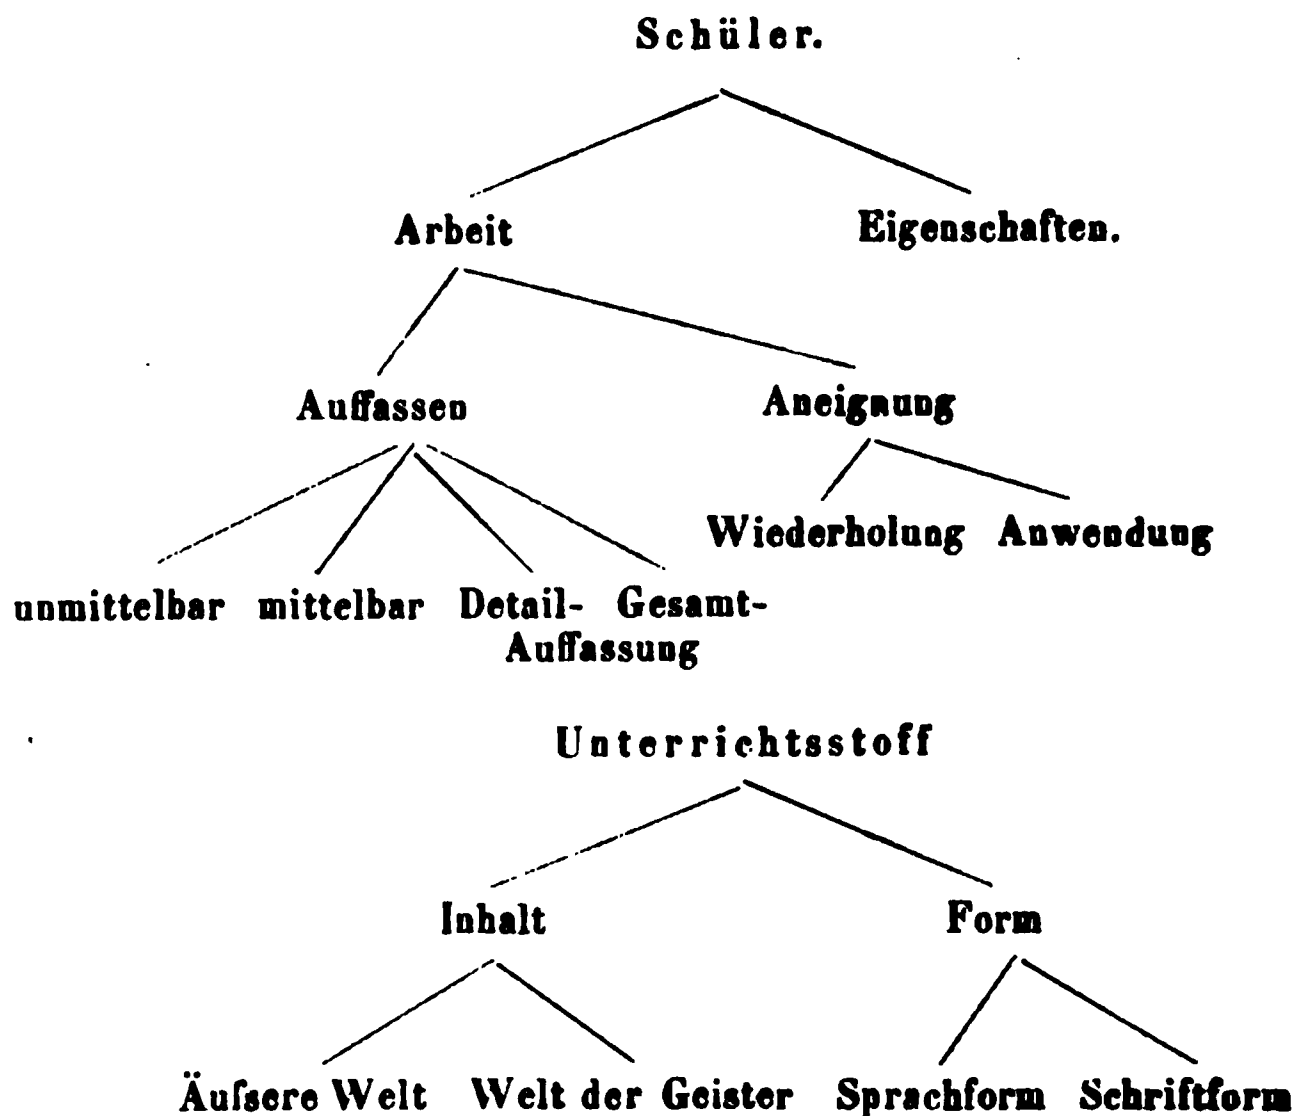 Schüler.
Arbeit Eigenschaften.
Auffassen Aneignung
Wiederholung Anwendung
unmittelbar mittelbar Detail- Gesamt-
Auffassung
Unterrichtsstoff
Inhalt Form
Äuſsere Welt Welt der Geister Sprachform Schriftform